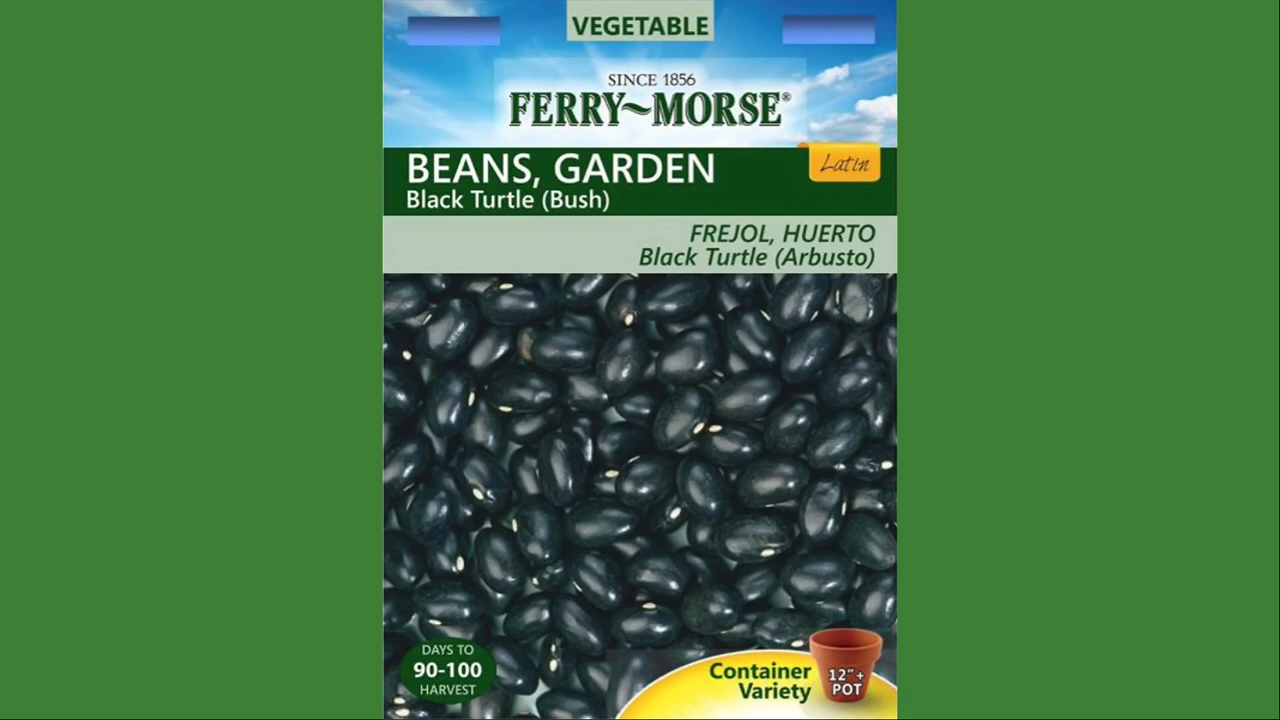 VEGETABLE
SINCE 1856
FERRY~MORSE®
BEANS, GARDEN
Latin
Black Turtle (Bush)
FREJOL, HUERTO
Black Turtle (Arbusto)
DAYS TO
90-100
HARVEST
Container
Variety
12"+
POT